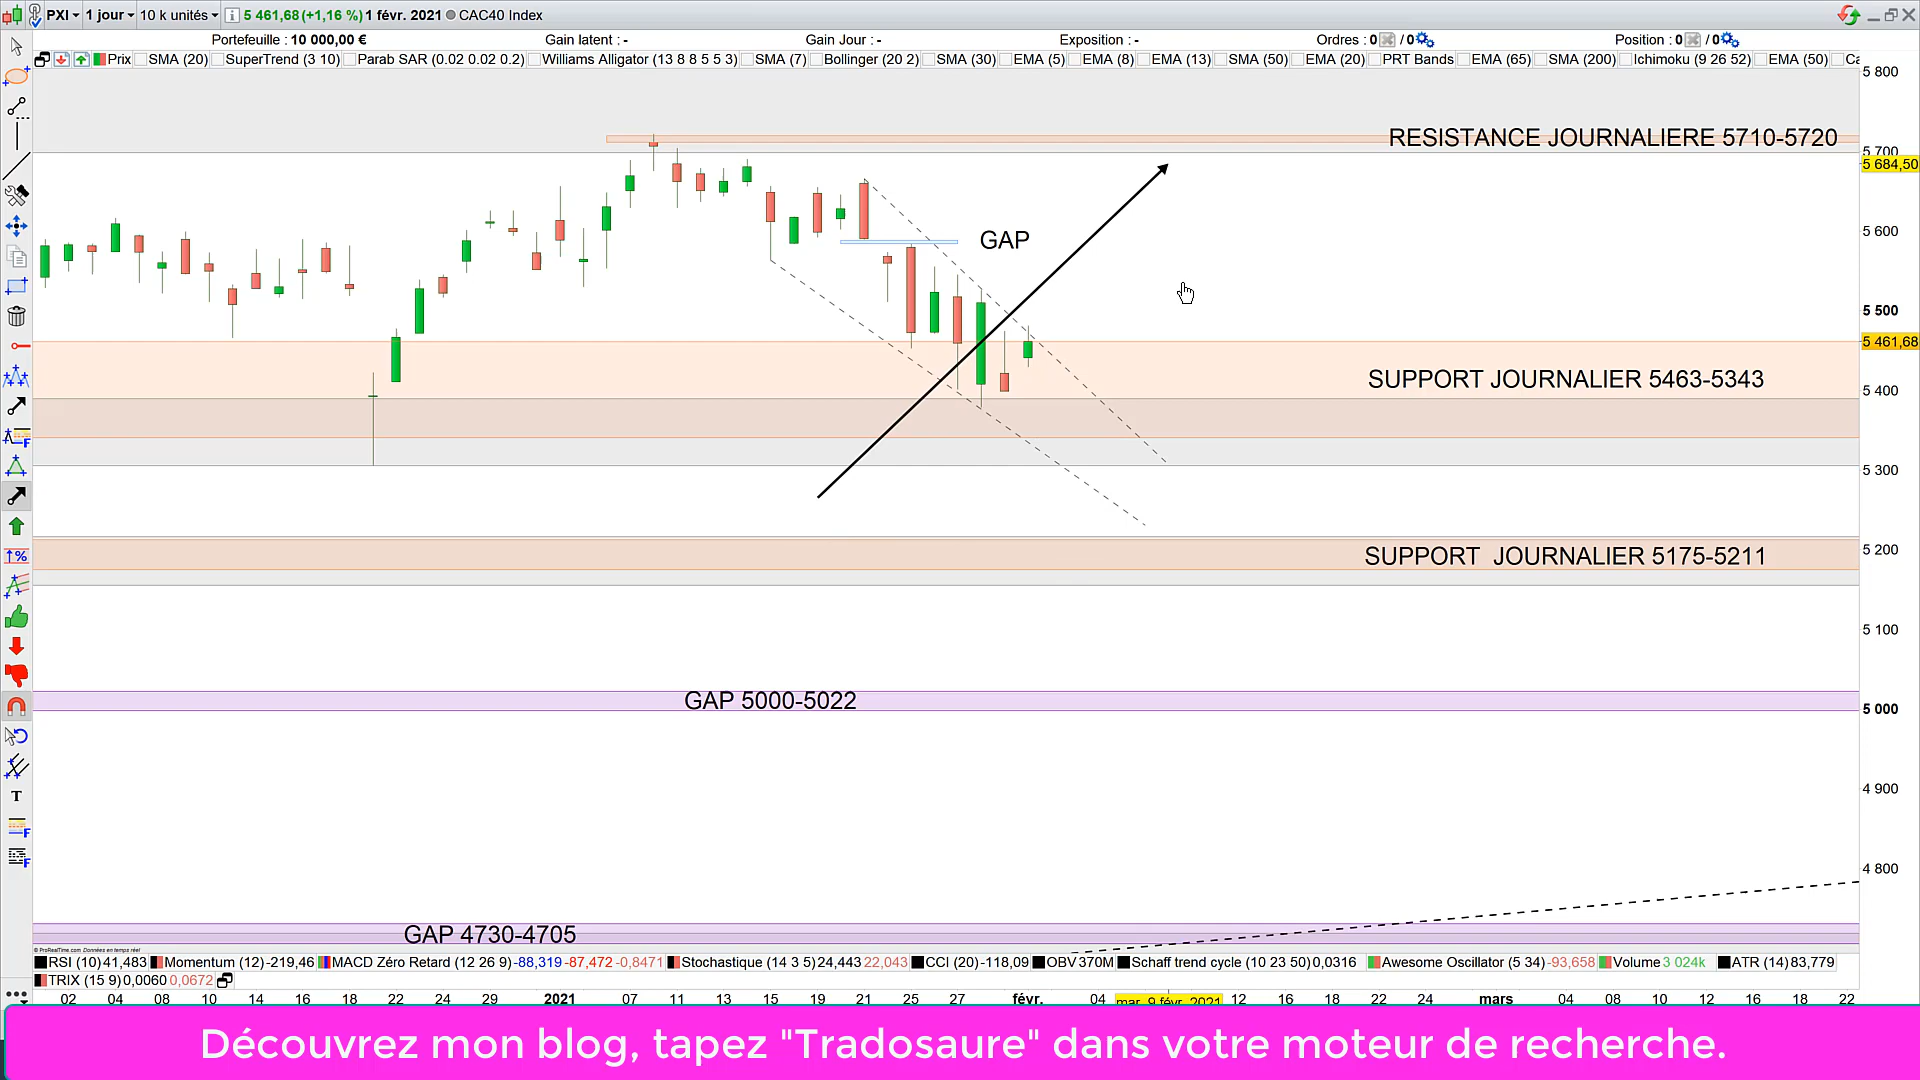 PXI 1 jour 10 k unités 5 461,68 (+1,16 %) 1 févr. 2021 CAC40 Index
Portefeuille : 10 000,00 € Gain latent : - Gain Jour : - Exposition : - Ordres : 0 / 0 Position : 0 / 0
Prix SMA (20) SuperTrend (3 10) Parab SAR (0.02 0.02 0.2) Williams Alligator (13 8 8 5 5 3) SMA (7) Bollinger (20 2) SMA (30) EMA (5) EMA (8) EMA (13) SMA (50) EMA (20) PRT Bands EMA (65) SMA (200) Ichimoku (9 26 52) EMA (50) Ca
5 800
RESISTANCE JOURNALIERE 5710-5720
5 700
5 684,50
5 600
GAP
5 500
5 461,68
SUPPORT JOURNALIER 5463-5343
5 400
5 300
SUPPORT JOURNALIER 5175-5211
5 200
5 100
GAP 5000-5022
5 000
4 900
4 800
GAP 4730-4705
© ProRealTime.com Données en temps réel
RSI (10) 41,483 Momentum (12) -219,46 MACD Zéro Retard (12 26 9) -88,319 -87,472 -0,8471 Stochastique (14 3 5) 24,443 22,043 CCI (20) -118,09 OBV 370M Schaff trend cycle (10 23 50) 0,0316 Awesome Oscillator (5 34) -93,658 Volume 3 024k ATR (14) 83,779
TRIX (15 9) 0,0060 0,0672
02 04 08 10 14 16 18 22 24 29 2021 07 11 13 15 19 21 25 27 févr. 04 mar. 9 févr. 2021 12 16 18 22 24 mars 04 08 10 12 16 18 22
Découvrez mon blog, tapez "Tradosaure" dans votre moteur de recherche.